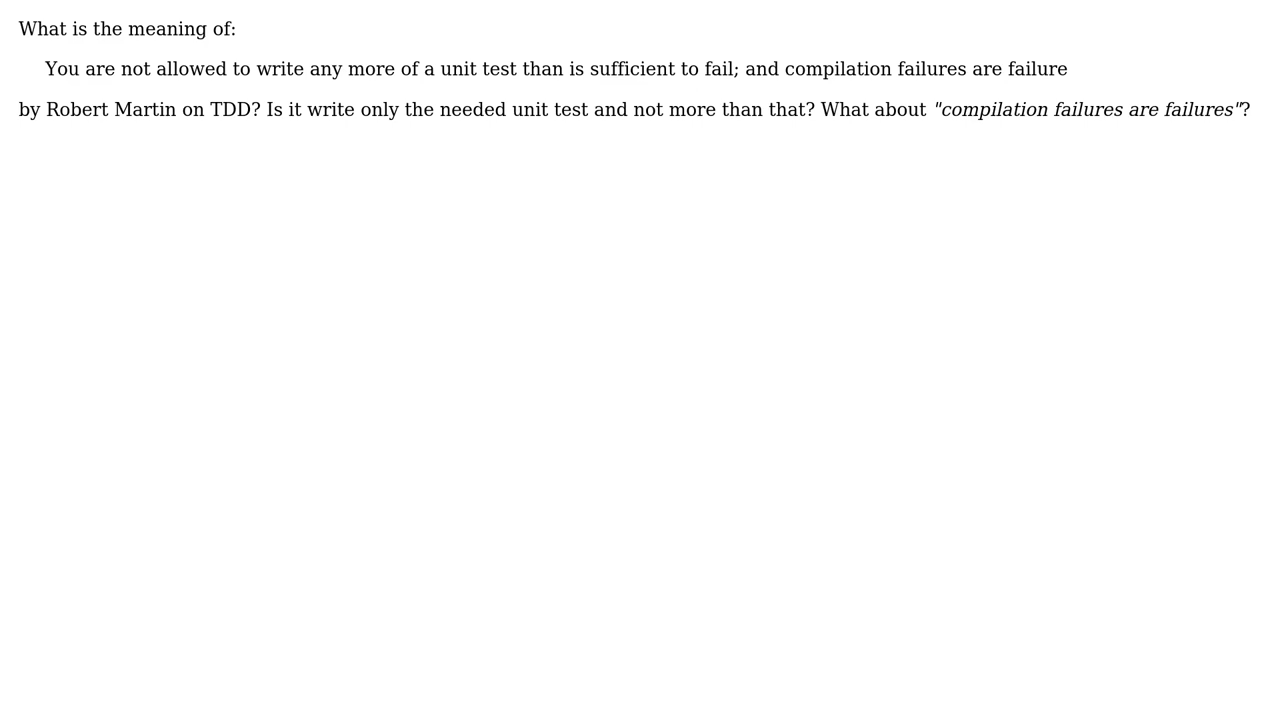 What is the meaning of:
You are not allowed to write any more of a unit test than is sufficient to fail; and compilation failures are failure
by Robert Martin on TDD? Is it write only the needed unit test and not more than that? What about "compilation failures are failures"?